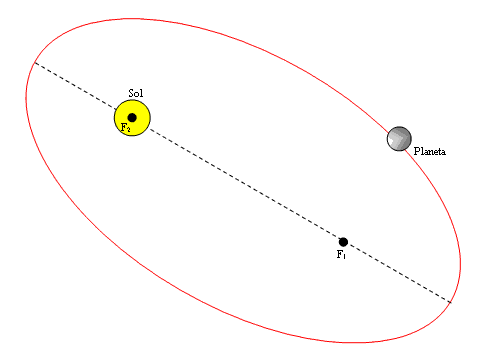 Sol
F₂
Planeta
F₁